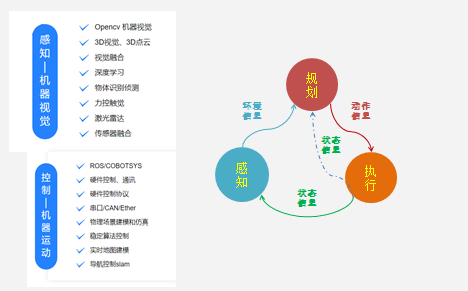 感知一机器视觉
Opencv 机器视觉
3D视觉、3D点云
视觉融合
深度学习
物体识别侦测
力控触觉
激光雷达
传感器融合
控制一机器运动
ROS/COBOTSYS
硬件控制、通讯
硬件控制协议
串口/CAN/Ether
物理场景建模和仿真
稳定算法控制
实时地图建模
导航控制slam
规划
环境
信息
动作
信息
状态
信息
感知
执行
状态
信息